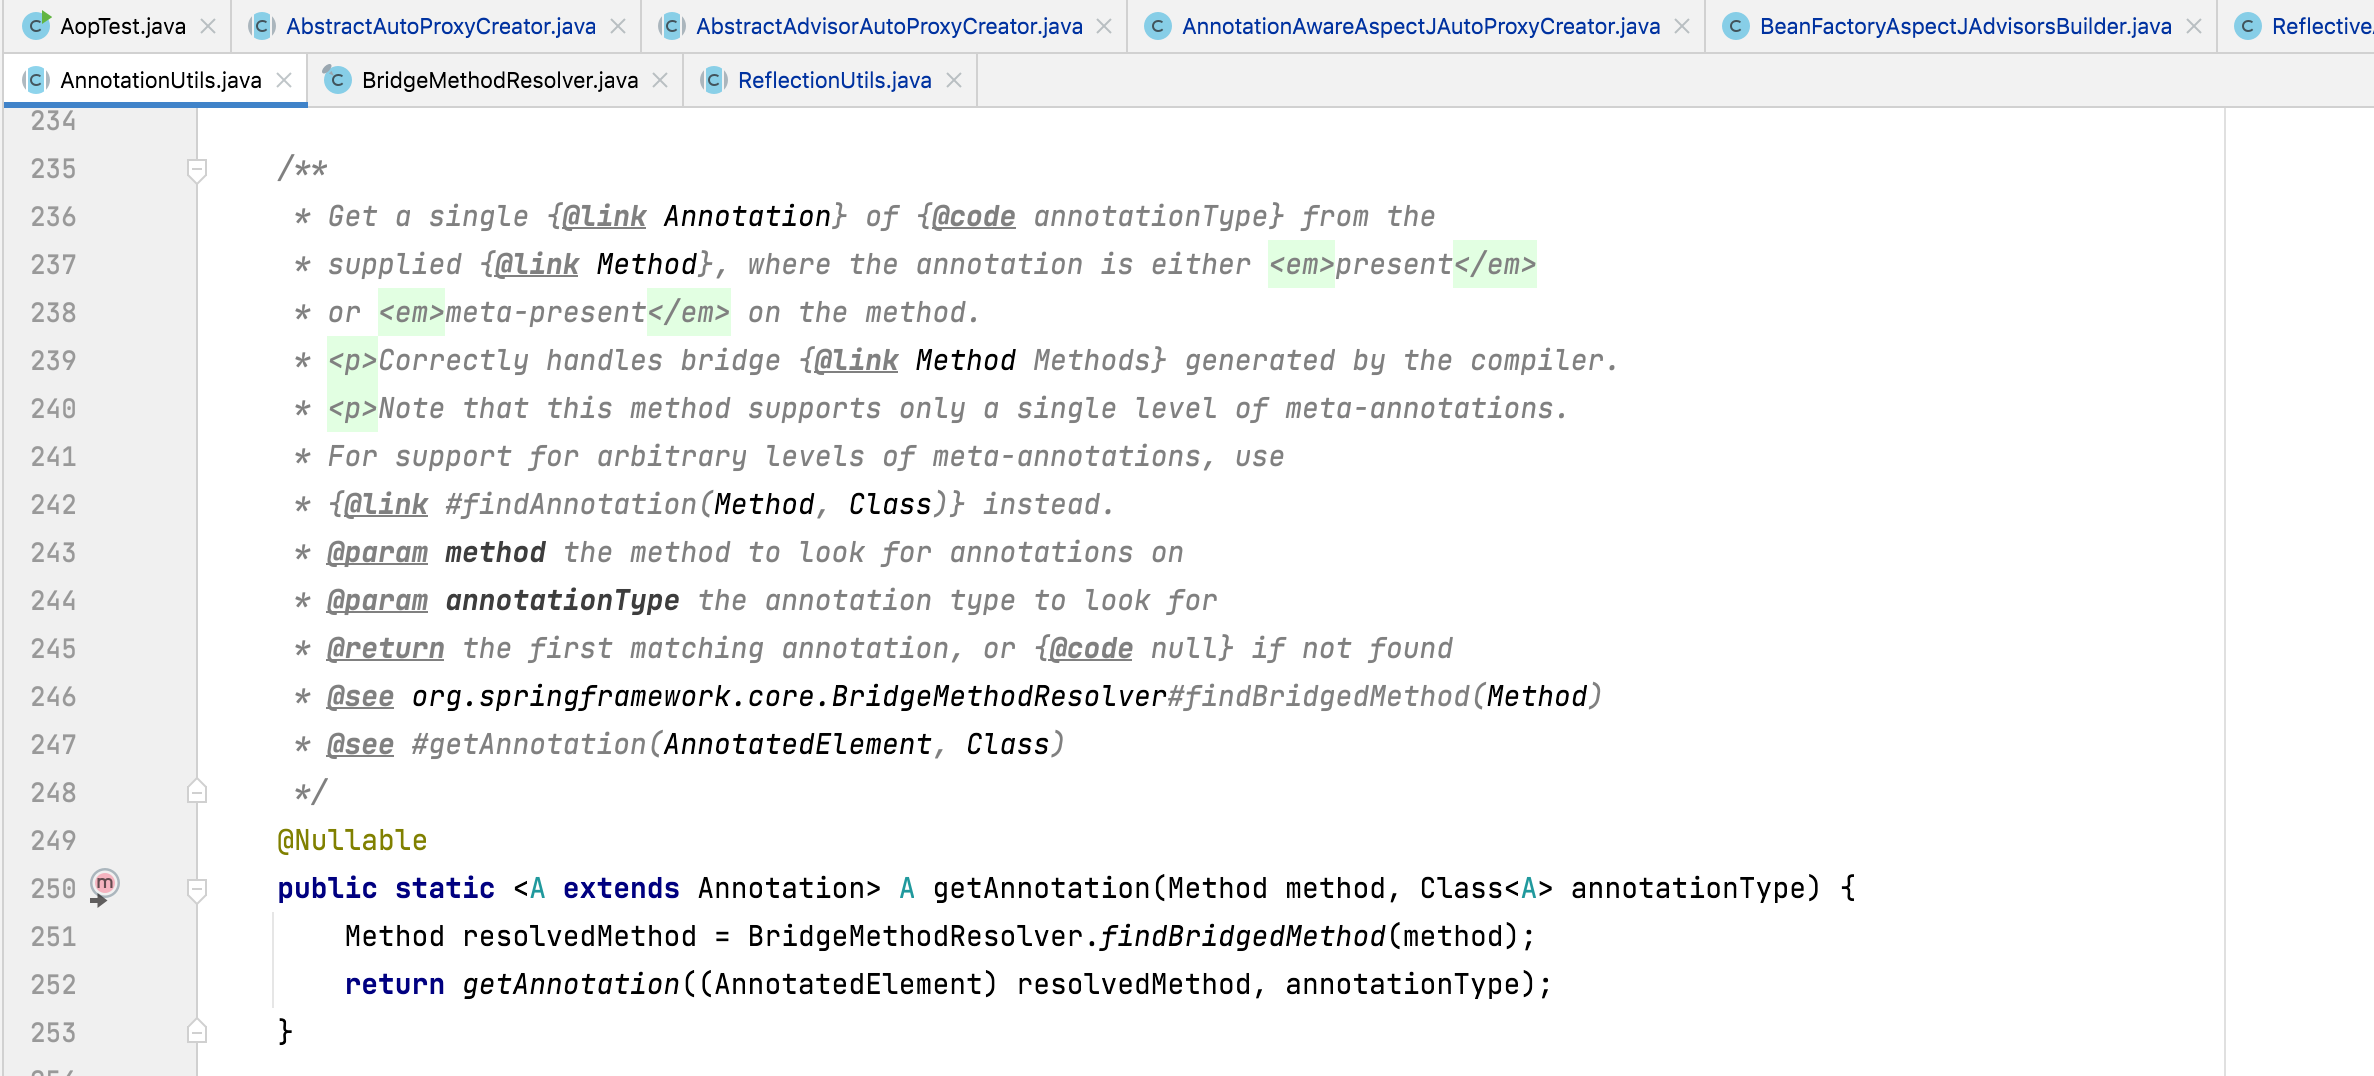 AopTest.java AbstractAutoProxyCreator.java AbstractAdvisorAutoProxyCreator.java AnnotationAwareAspectJAutoProxyCreator.java BeanFactoryAspectJAdvisorsBuilder.java Reflective
AnnotationUtils.java BridgeMethodResolver.java ReflectionUtils.java
234
235 /**
236 * Get a single {@link Annotation} of {@code annotationType} from the
237 * supplied {@link Method}, where the annotation is either <em>present</em>
238 * or <em>meta-present</em> on the method.
239 * <p>Correctly handles bridge {@link Method Methods} generated by the compiler.
240 * <p>Note that this method supports only a single level of meta-annotations.
241 * For support for arbitrary levels of meta-annotations, use
242 * {@link #findAnnotation(Method, Class)} instead.
243 * @param method the method to look for annotations on
244 * @param annotationType the annotation type to look for
245 * @return the first matching annotation, or {@code null} if not found
246 * @see org.springframework.core.BridgeMethodResolver#findBridgedMethod(Method)
247 * @see #getAnnotation(AnnotatedElement, Class)
248 */
249 @Nullable
250 public static <A extends Annotation> A getAnnotation(Method method, Class<A> annotationType) {
251 Method resolvedMethod = BridgeMethodResolver.findBridgedMethod(method);
252 return getAnnotation((AnnotatedElement) resolvedMethod, annotationType);
253 }